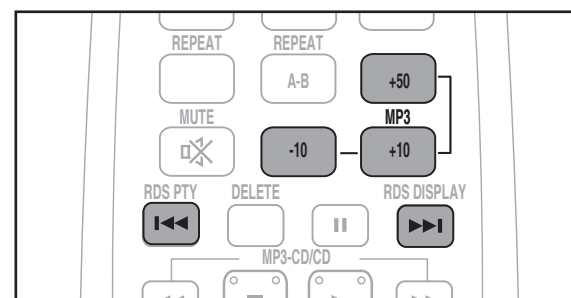 REPEAT REPEAT
A-B +50
MUTE MP3
-10 +10
RDS PTY DELETE RDS DISPLAY
MP3-CD/CD